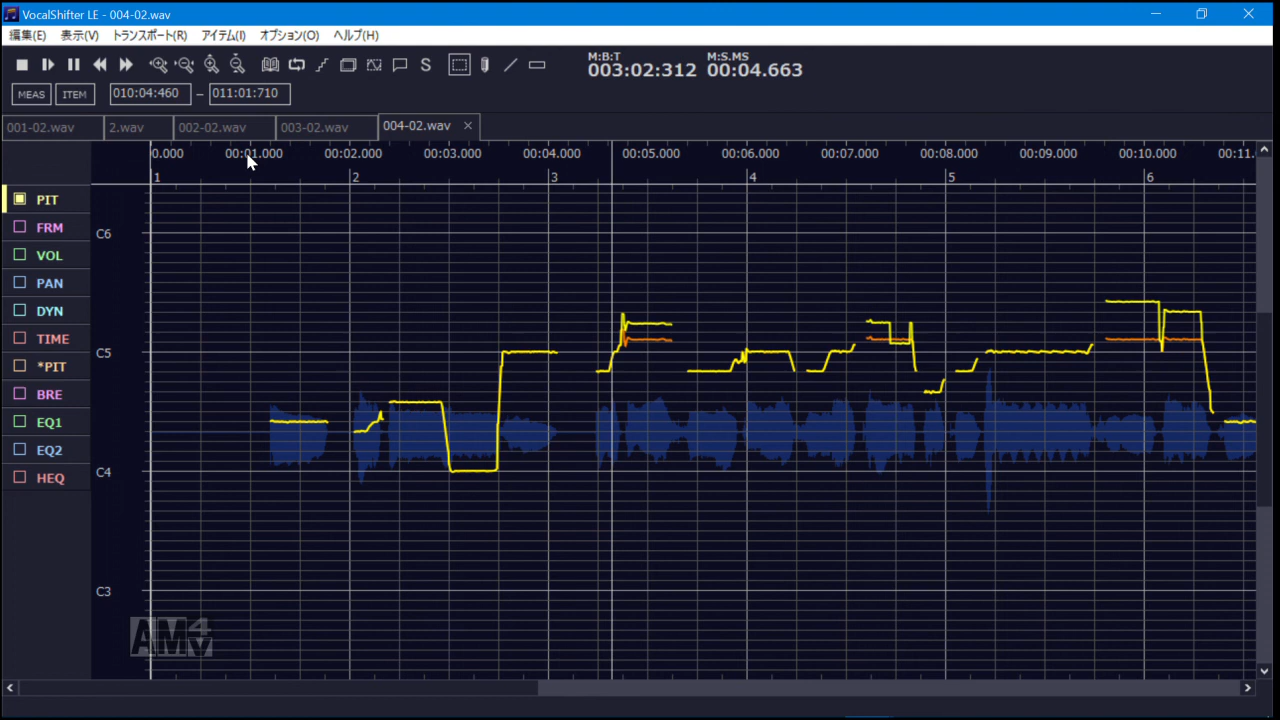 VocalShifter LE - 004-02.wav
編集(E) 表示(V) トランスポート(R) アイテム(I) オプション(O) ヘルプ(H)
S
M:B:T M:S.MS
003:02:312 00:04.663
MEAS ITEM 010:04:460 – 011:01:710
001-02.wav 2.wav 002-02.wav 003-02.wav 004-02.wav
0.000 00:01.000 00:02.000 00:03.000 00:04.000 00:05.000 00:06.000 00:07.000 00:08.000 00:09.000 00:10.000 00:11.
1 2 3 4 5 6
PIT
FRM
C6
VOL
PAN
DYN
TIME
C5
*PIT
BRE
EQ1
EQ2
C4
HEQ
C3
AM4v